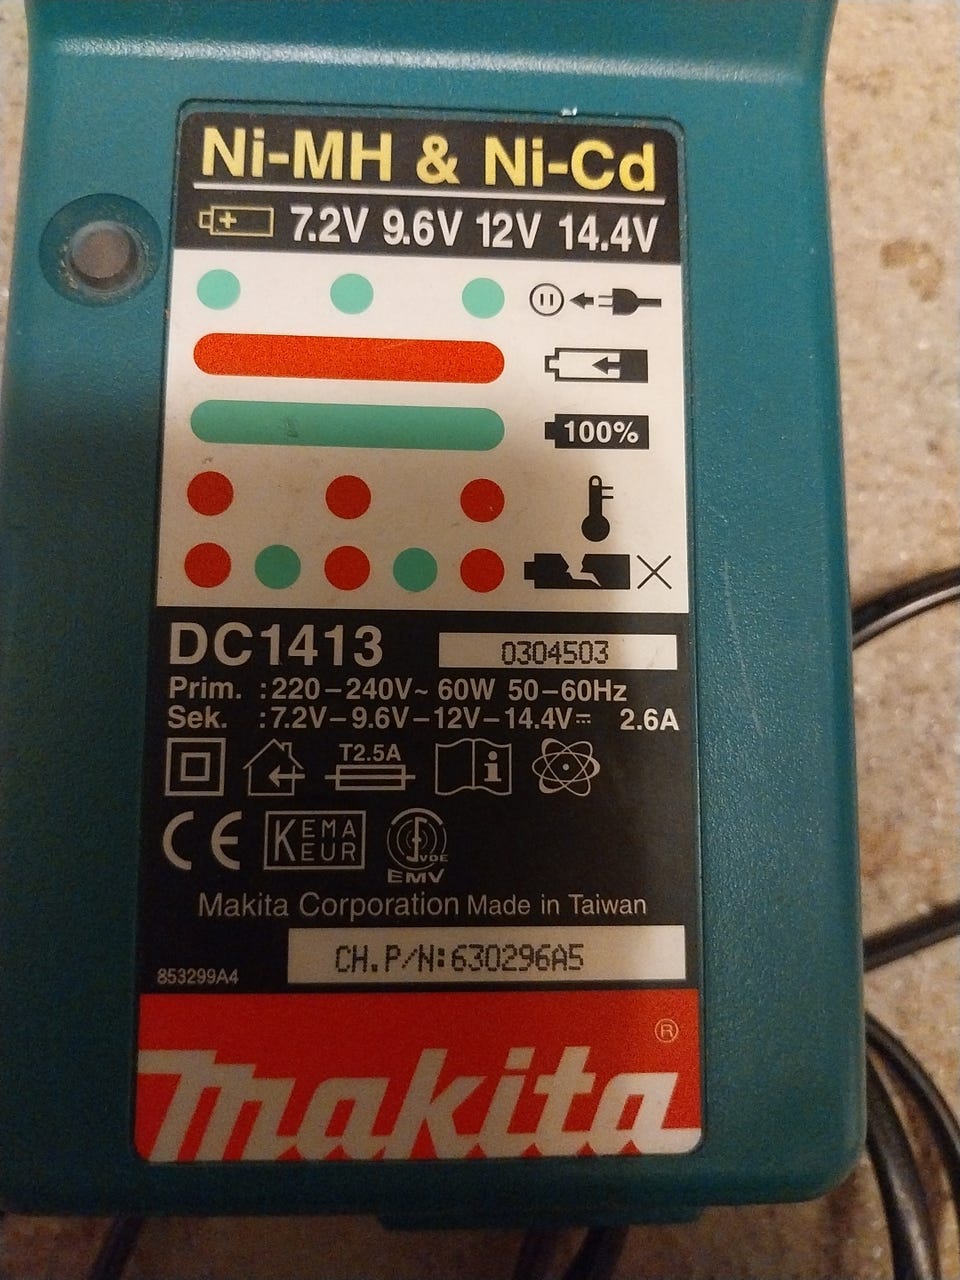 Ni-MH & Ni-Cd
7.2V 9.6V 12V 14.4V
100%
DC1413 0304503
Prim. :220-240V~ 60W 50-60Hz
Sek. :7.2V-9.6V-12V-14.4V⎓ 2.6A
T2.5A
i
CE KEMA EUR VDE
EMV
Makita Corporation Made in Taiwan
CH.P/N:630296A5
853299A4
®
makita